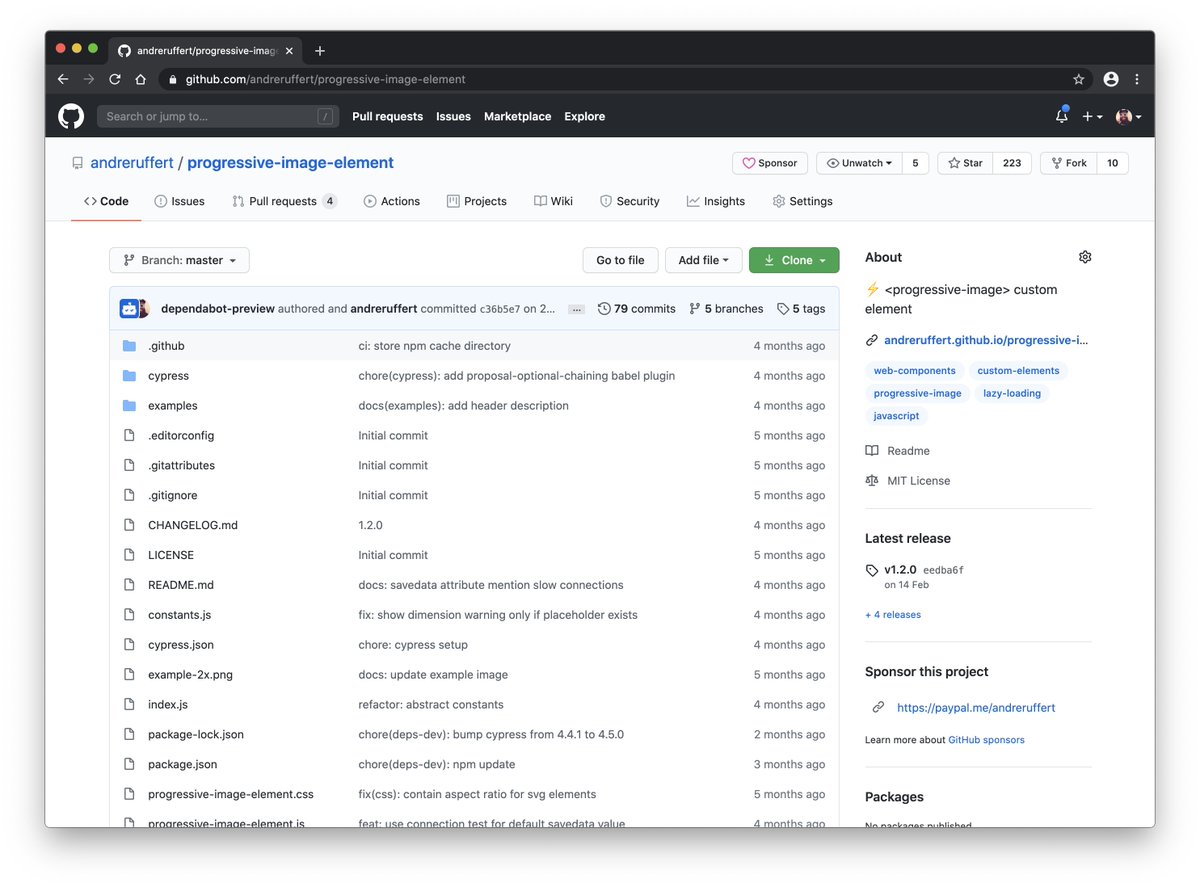 andreruffert/progressive-imag
github.com/andreruffert/progressive-image-element
Search or jump to... / Pull requests Issues Marketplace Explore
andreruffert / progressive-image-element Sponsor Unwatch 5 Star 223 Fork 10
Code Issues Pull requests 4 Actions Projects Wiki Security Insights Settings
Branch: master Go to file Add file Clone
dependabot-preview authored and andreruffert committed c36b5e7 on 2... ... 79 commits 5 branches 5 tags
.github ci: store npm cache directory 4 months ago
cypress chore(cypress): add proposal-optional-chaining babel plugin 4 months ago
examples docs(examples): add header description 4 months ago
.editorconfig Initial commit 5 months ago
.gitattributes Initial commit 5 months ago
.gitignore Initial commit 5 months ago
CHANGELOG.md 1.2.0 4 months ago
LICENSE Initial commit 5 months ago
README.md docs: savedata attribute mention slow connections 4 months ago
constants.js fix: show dimension warning only if placeholder exists 4 months ago
cypress.json chore: cypress setup 4 months ago
example-2x.png docs: update example image 5 months ago
index.js refactor: abstract constants 4 months ago
package-lock.json chore(deps-dev): bump cypress from 4.4.1 to 4.5.0 2 months ago
package.json chore(deps-dev): npm update 3 months ago
progressive-image-element.css fix(css): contain aspect ratio for svg elements 5 months ago
progressive-image-element.js feat: use connection test for default savedata value 4 months ago
About
⚡ <progressive-image> custom
element
andreruffert.github.io/progressive-i...
web-components custom-elements
progressive-image lazy-loading
javascript
Readme
MIT License
Latest release
v1.2.0 eedba6f
on 14 Feb
+ 4 releases
Sponsor this project
https://paypal.me/andreruffert
Learn more about GitHub sponsors
Packages
No packages published